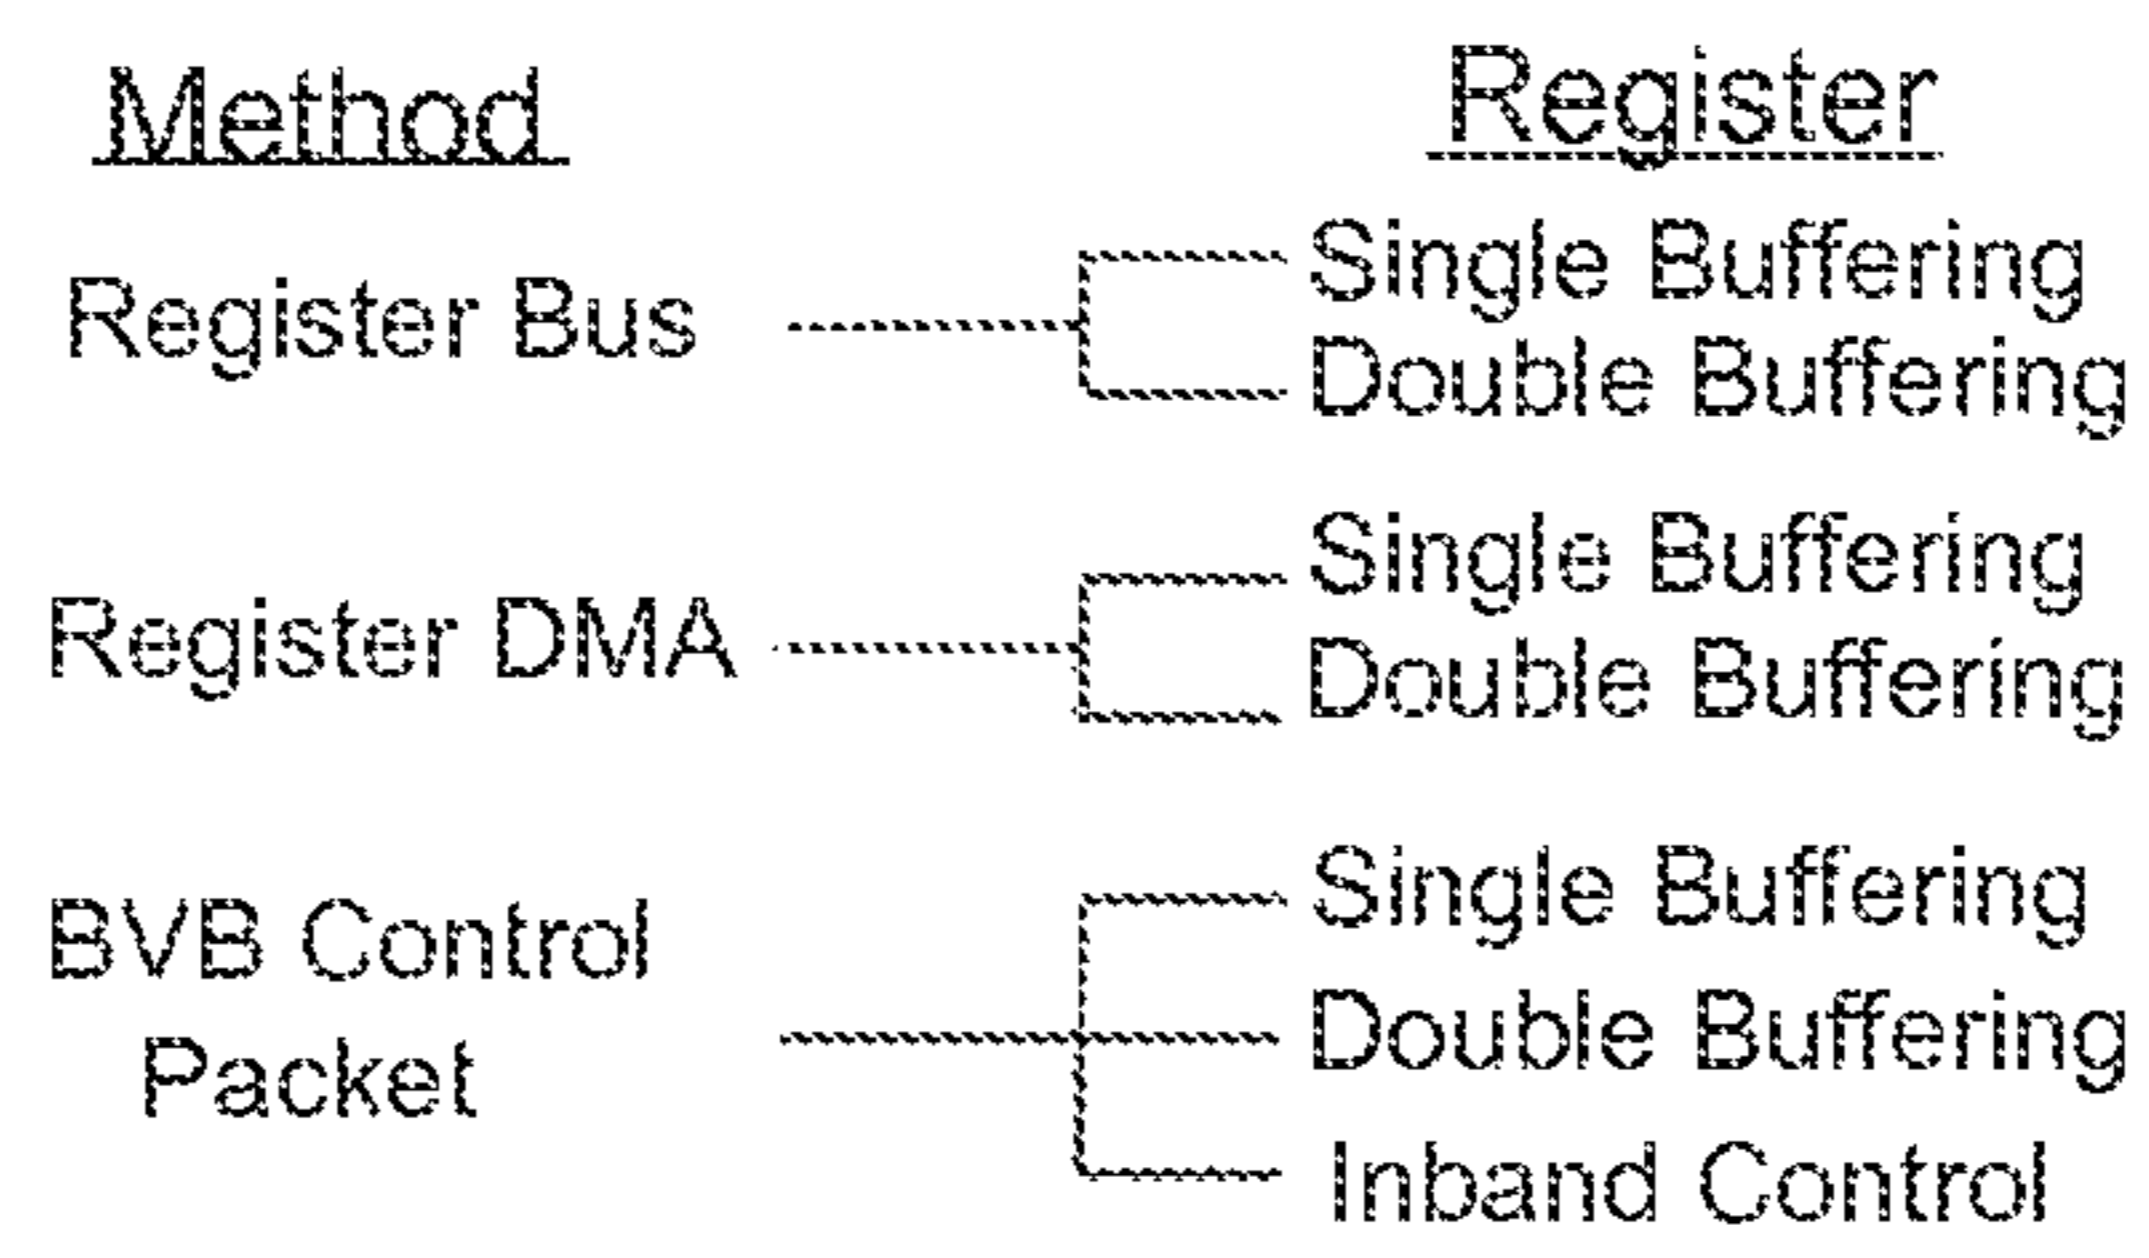 Method Register
Register Bus
Single Buffering
Double Buffering
Register DMA
Single Buffering
Double Buffering
BVB Control
Packet
Single Buffering
Double Buffering
Inband Control